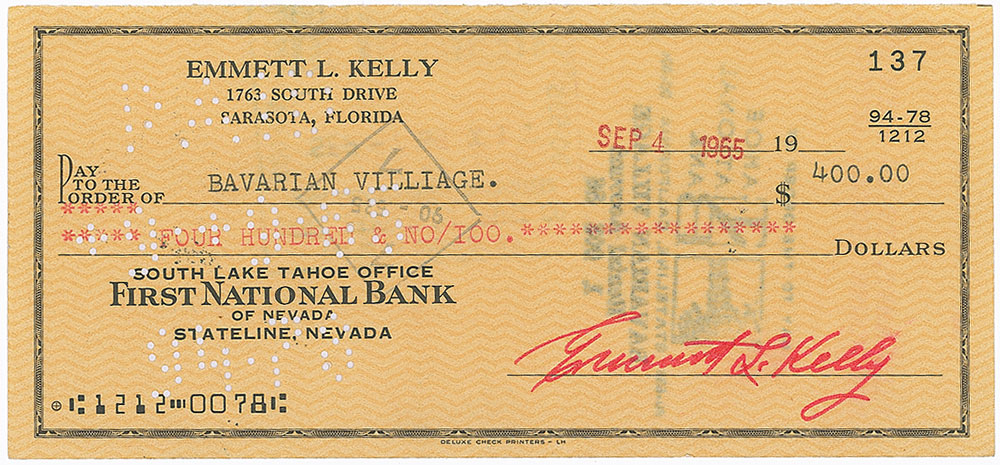 EMMETT L. KELLY
1763 SOUTH DRIVE
SARASOTA, FLORIDA
137
94-78
1212
SEP 4 1965 19
PAY TO THE ORDER OF BAVARIAN VILLIAGE. $ 400.00
*****
***** FOUR HUNDRED & NO/IOO. ***************** DOLLARS
SOUTH LAKE TAHOE OFFICE
FIRST NATIONAL BANK
OF NEVADA
STATELINE, NEVADA
Emmett L. Kelly
⑆1212⑉0078⑆
DELUXE CHECK PRINTERS - LH